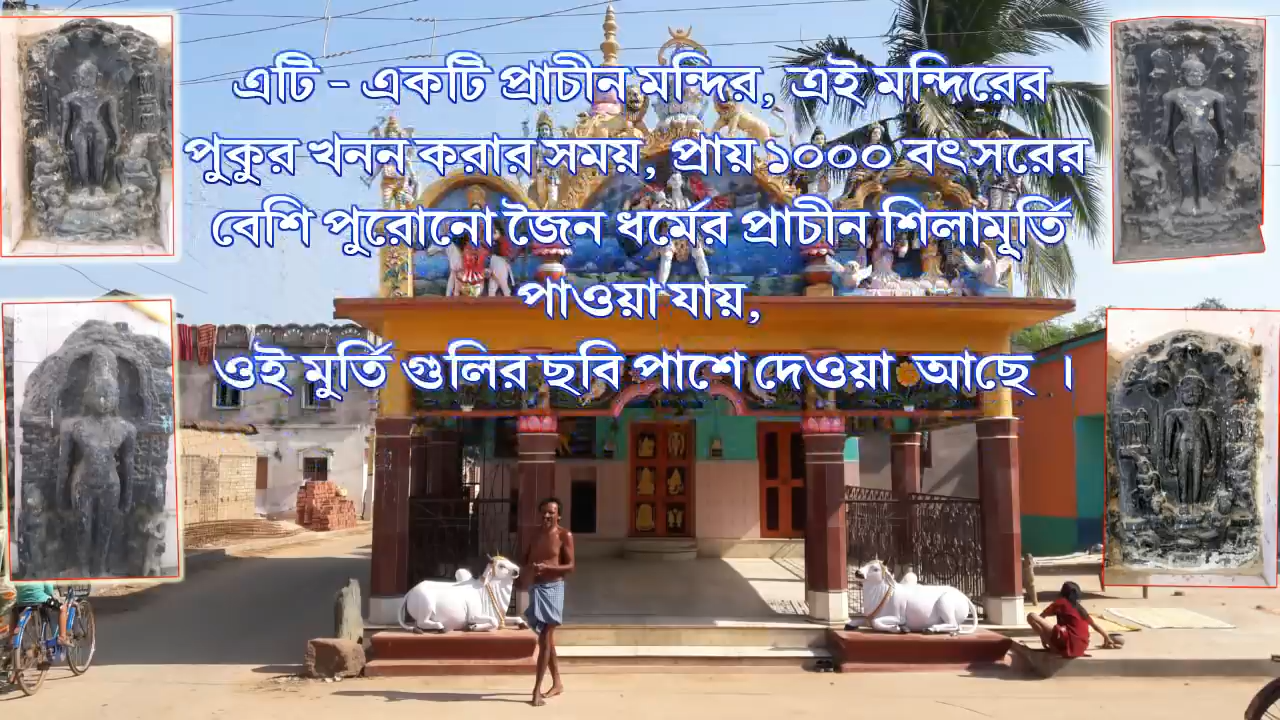 এটি - একটি প্রাচীন মন্দির, এই মন্দিরের
পুকুর খনন করার সময়, প্রায় ১০০০ বৎসরের
বেশি পুরোনো জৈন ধর্মের প্রাচীন শিলামূর্তি
পাওয়া যায়,
ওই মুর্তি গুলির ছবি পাশে দেওয়া আছে ।